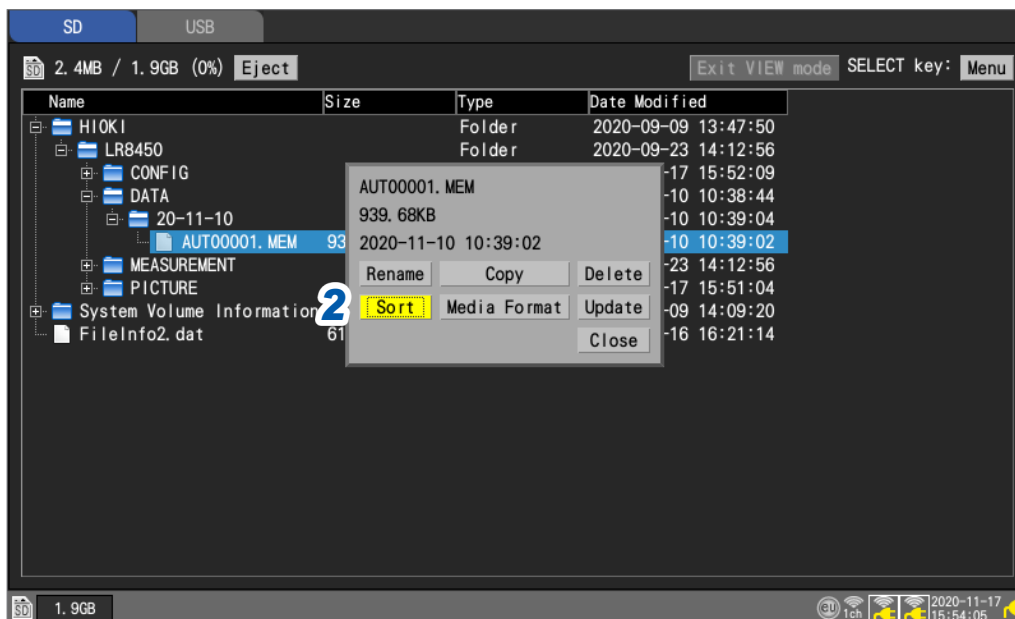 SD USB
SD 2.4MB / 1.9GB (0%) Eject Exit VIEW mode SELECT key: Menu
Name Size Type Date Modified
HIOKI Folder 2020-09-09 13:47:50
LR8450 Folder 2020-09-23 14:12:56
CONFIG -17 15:52:09
DATA -10 10:38:44
20-11-10 -10 10:39:04
AUT00001.MEM 93 -10 10:39:02
MEASUREMENT -23 14:12:56
PICTURE -17 15:51:04
System Volume Information -09 14:09:20
FileInfo2.dat 61 -16 16:21:14
AUT00001.MEM
939.68KB
2020-11-10 10:39:02
Rename Copy Delete
2 Sort Media Format Update
Close
SD 1.9GB eu 1ch 2020-11-17
15:54:05